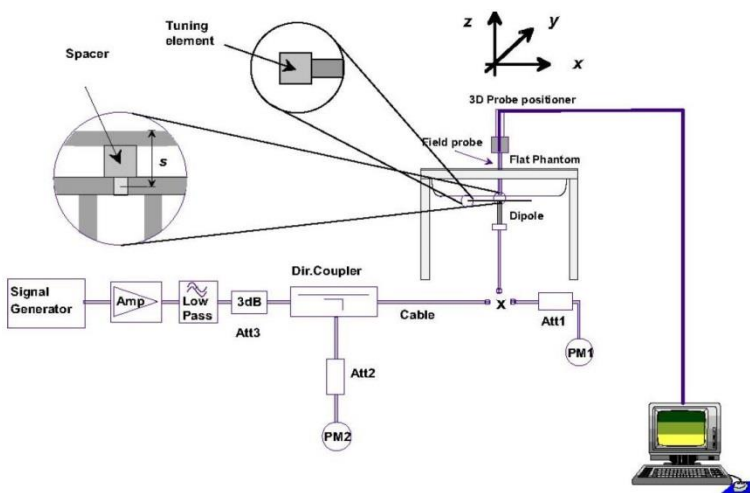 Tuning
element
Spacer
s
z
y
x
3D Probe positioner
Field probe
Flat Phantom
Dipole
Dir.Coupler
Signal
Generator
Amp
Low
Pass
3dB
Att3
Cable
x
Att1
PM1
Att2
PM2